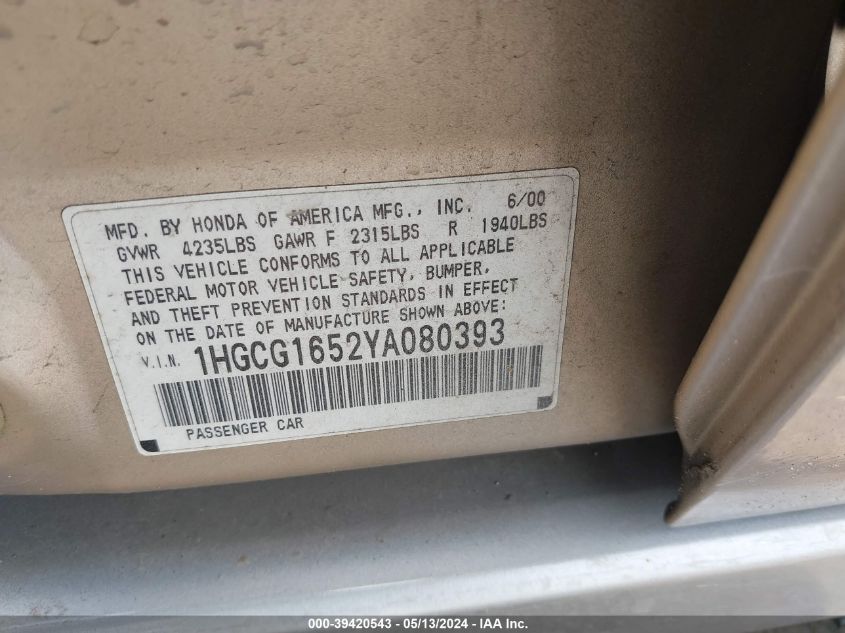 MFD. BY HONDA OF AMERICA MFG., INC. 6/00
GVWR 4235LBS GAWR F 2315LBS R 1940LBS
THIS VEHICLE CONFORMS TO ALL APPLICABLE
FEDERAL MOTOR VEHICLE SAFETY, BUMPER,
AND THEFT PREVENTION STANDARDS IN EFFECT
ON THE DATE OF MANUFACTURE SHOWN ABOVE:
V.I.N. 1HGCG1652YA080393
PASSENGER CAR
000-39420543 - 05/13/2024 - IAA Inc.